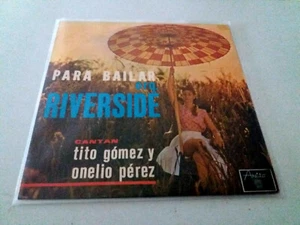 PARA BAILAR
RIVERSIDE
CANTAN
tito gómez y
onelio pérez